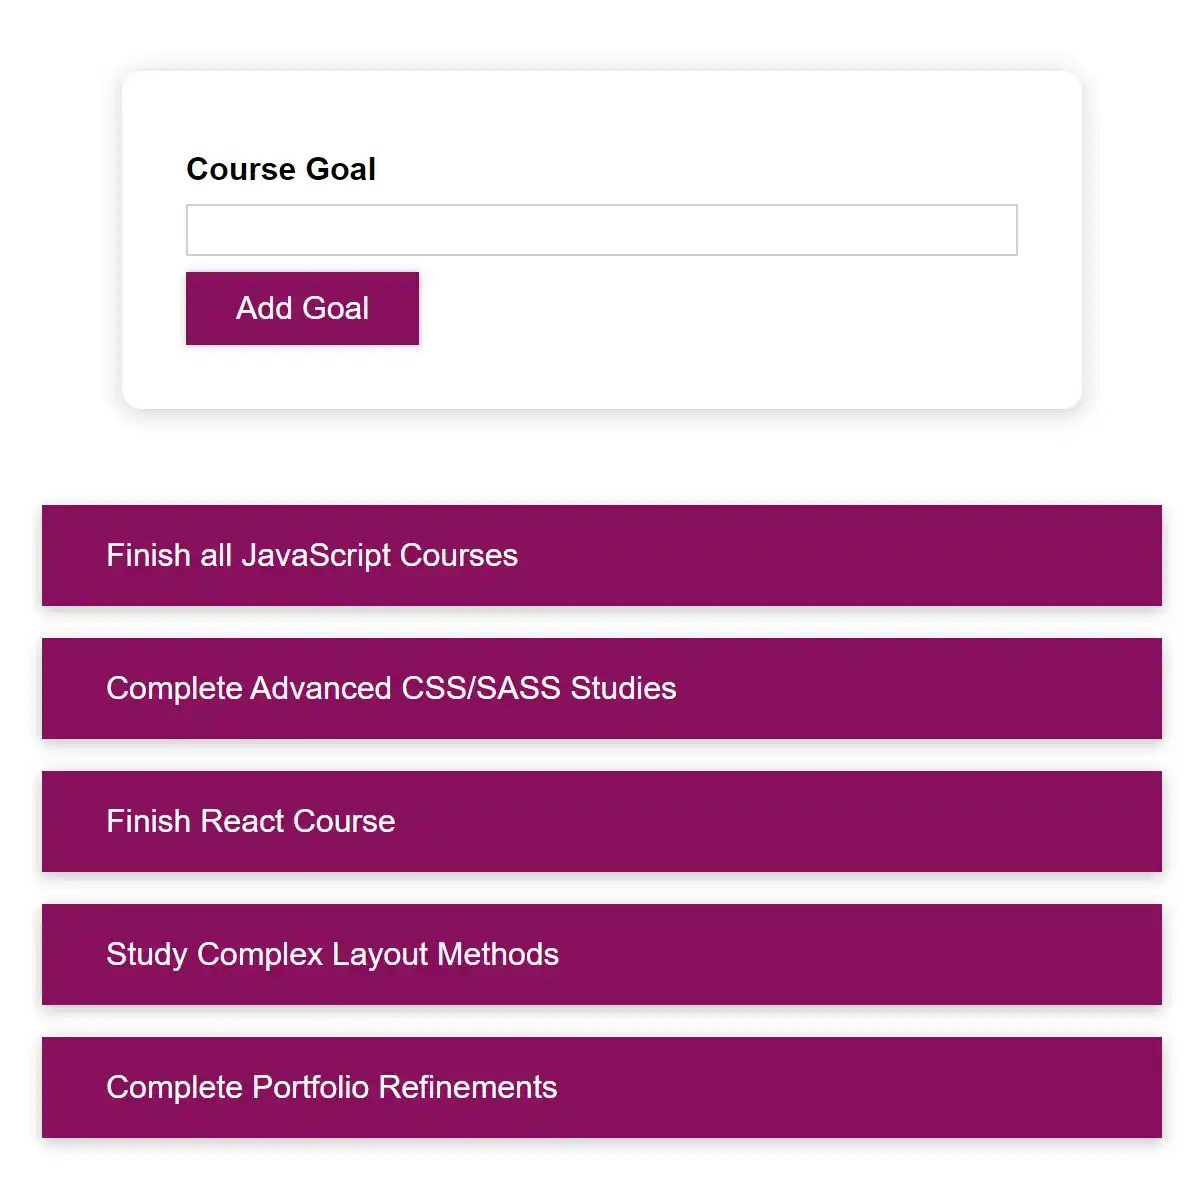 Course Goal
Add Goal
Finish all JavaScript Courses
Complete Advanced CSS/SASS Studies
Finish React Course
Study Complex Layout Methods
Complete Portfolio Refinements